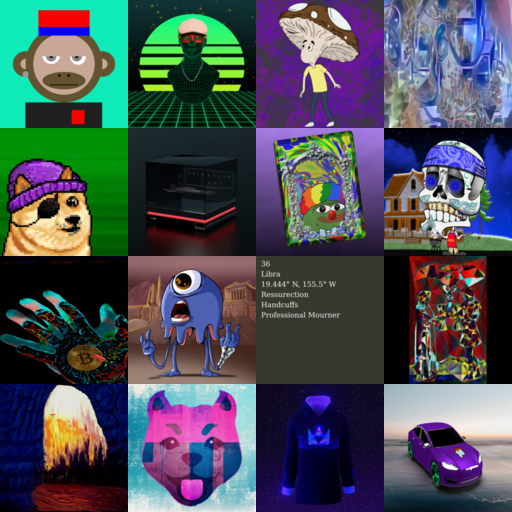 36
Libra
19.444° N, 155.5° W
Ressurection
Handcuffs
Professional Mourner